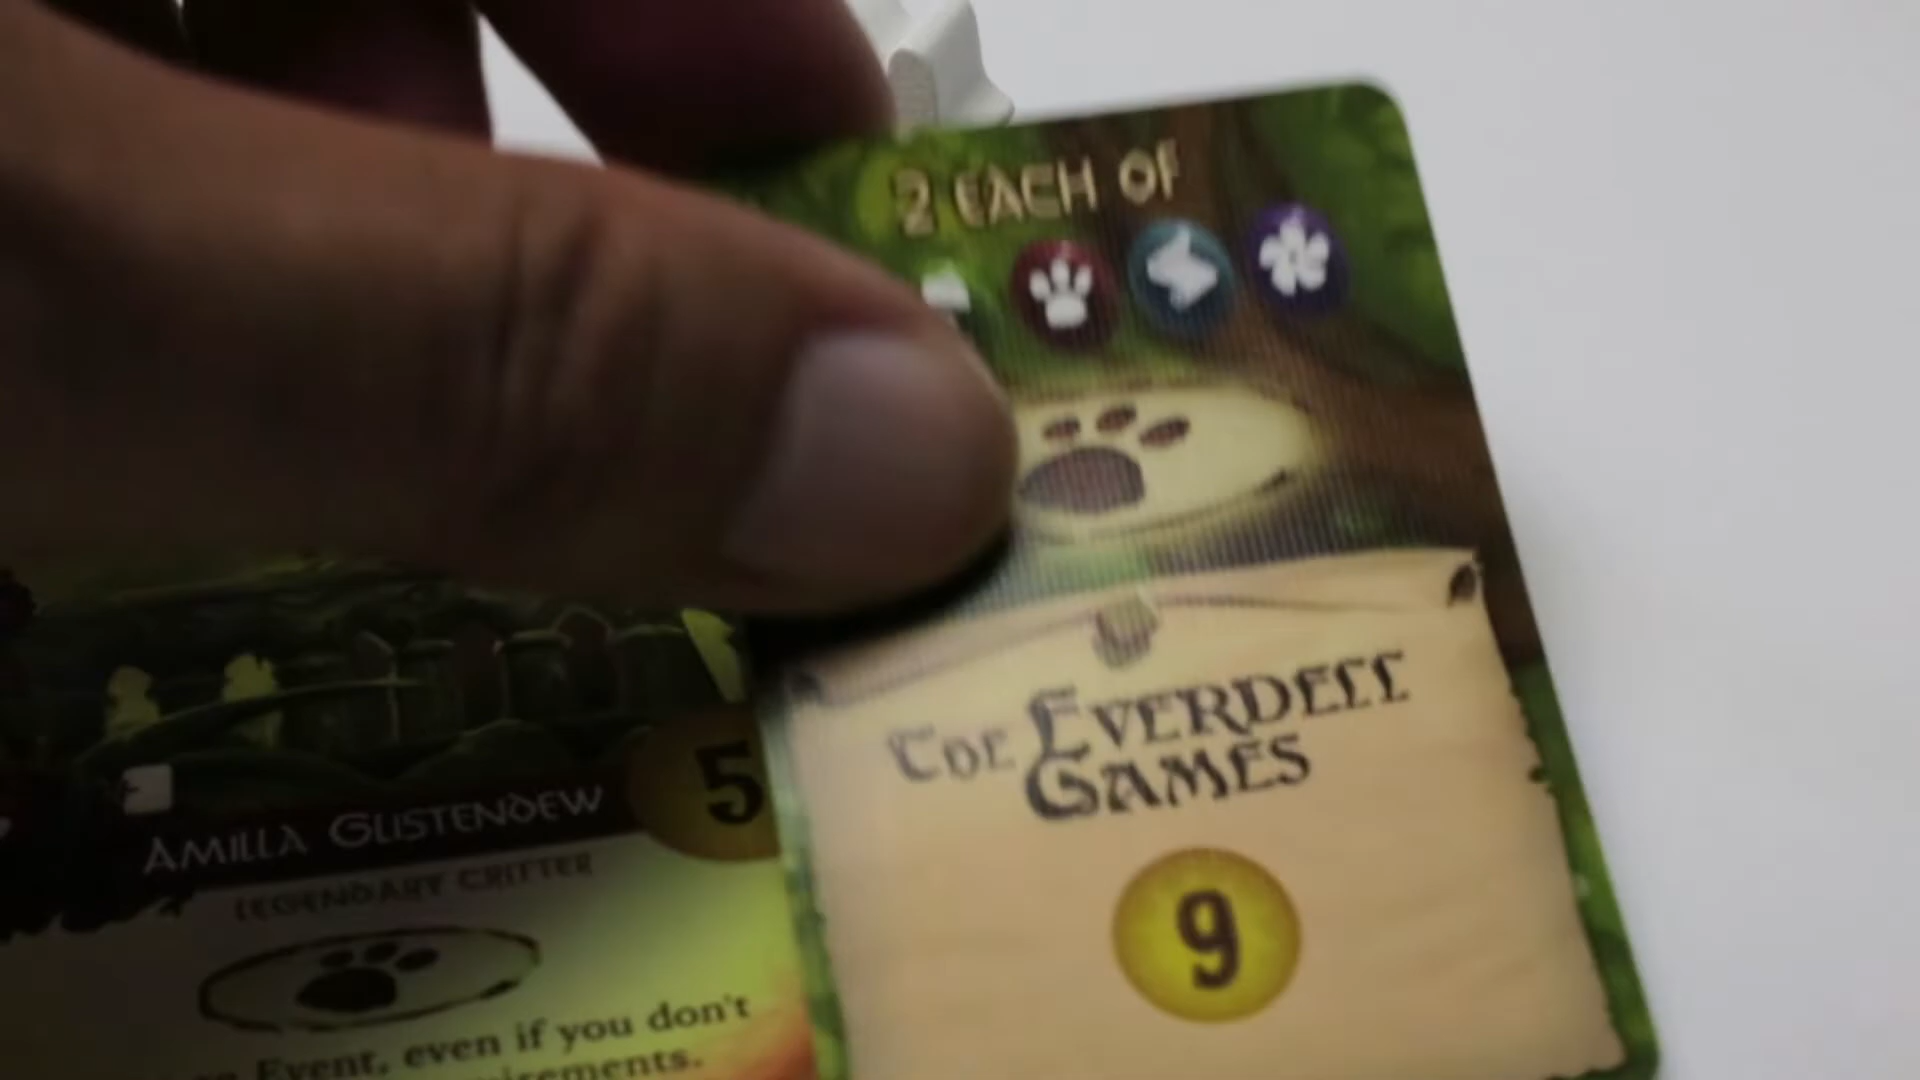 2 EACH OF
THE EVERDELL
GAMES
9
5
AMILLA GLISTENDEW
LEGENDARY CRITTER
Event, even if you don't